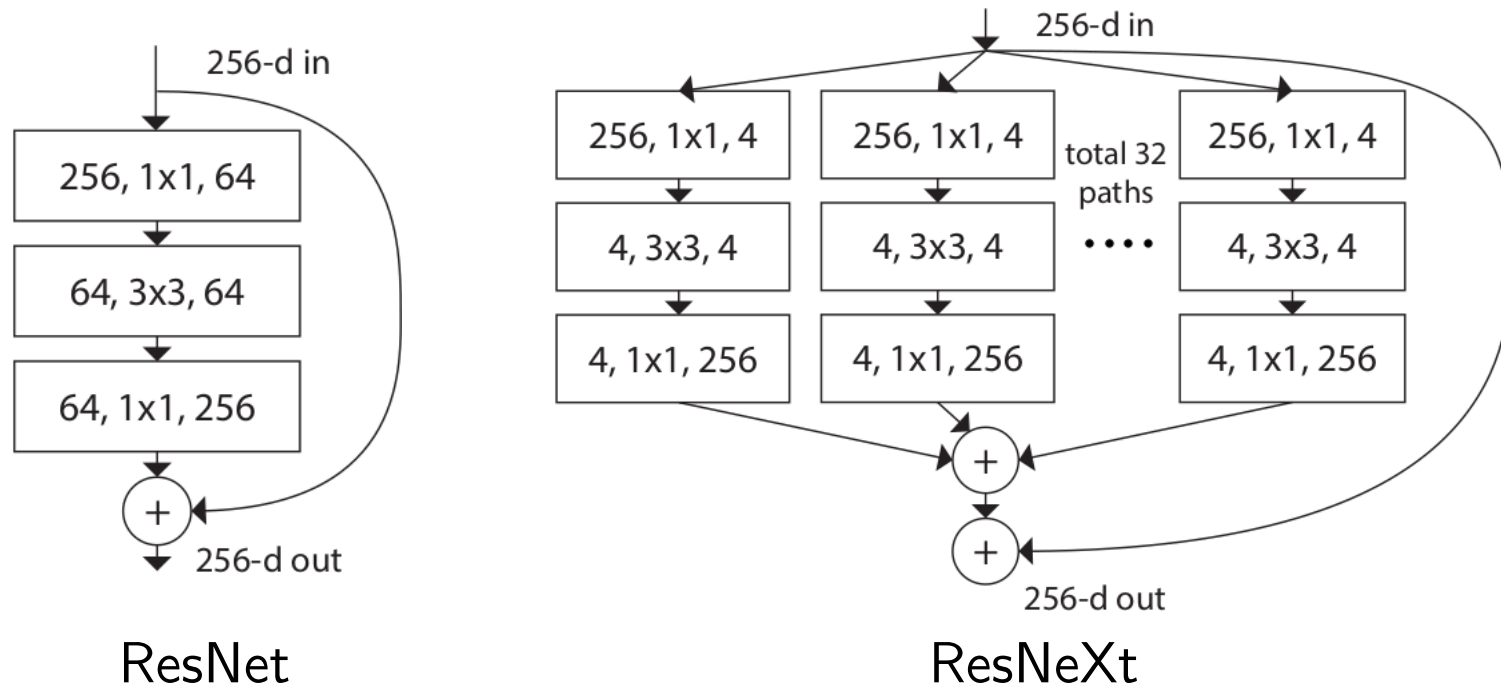 256-d in
256, 1x1, 64
64, 3x3, 64
64, 1x1, 256
+
256-d out
ResNet
256-d in
256, 1x1, 4
256, 1x1, 4
total 32
paths
256, 1x1, 4
4, 3x3, 4
4, 3x3, 4
....
4, 3x3, 4
4, 1x1, 256
4, 1x1, 256
4, 1x1, 256
+
+
256-d out
ResNeXt